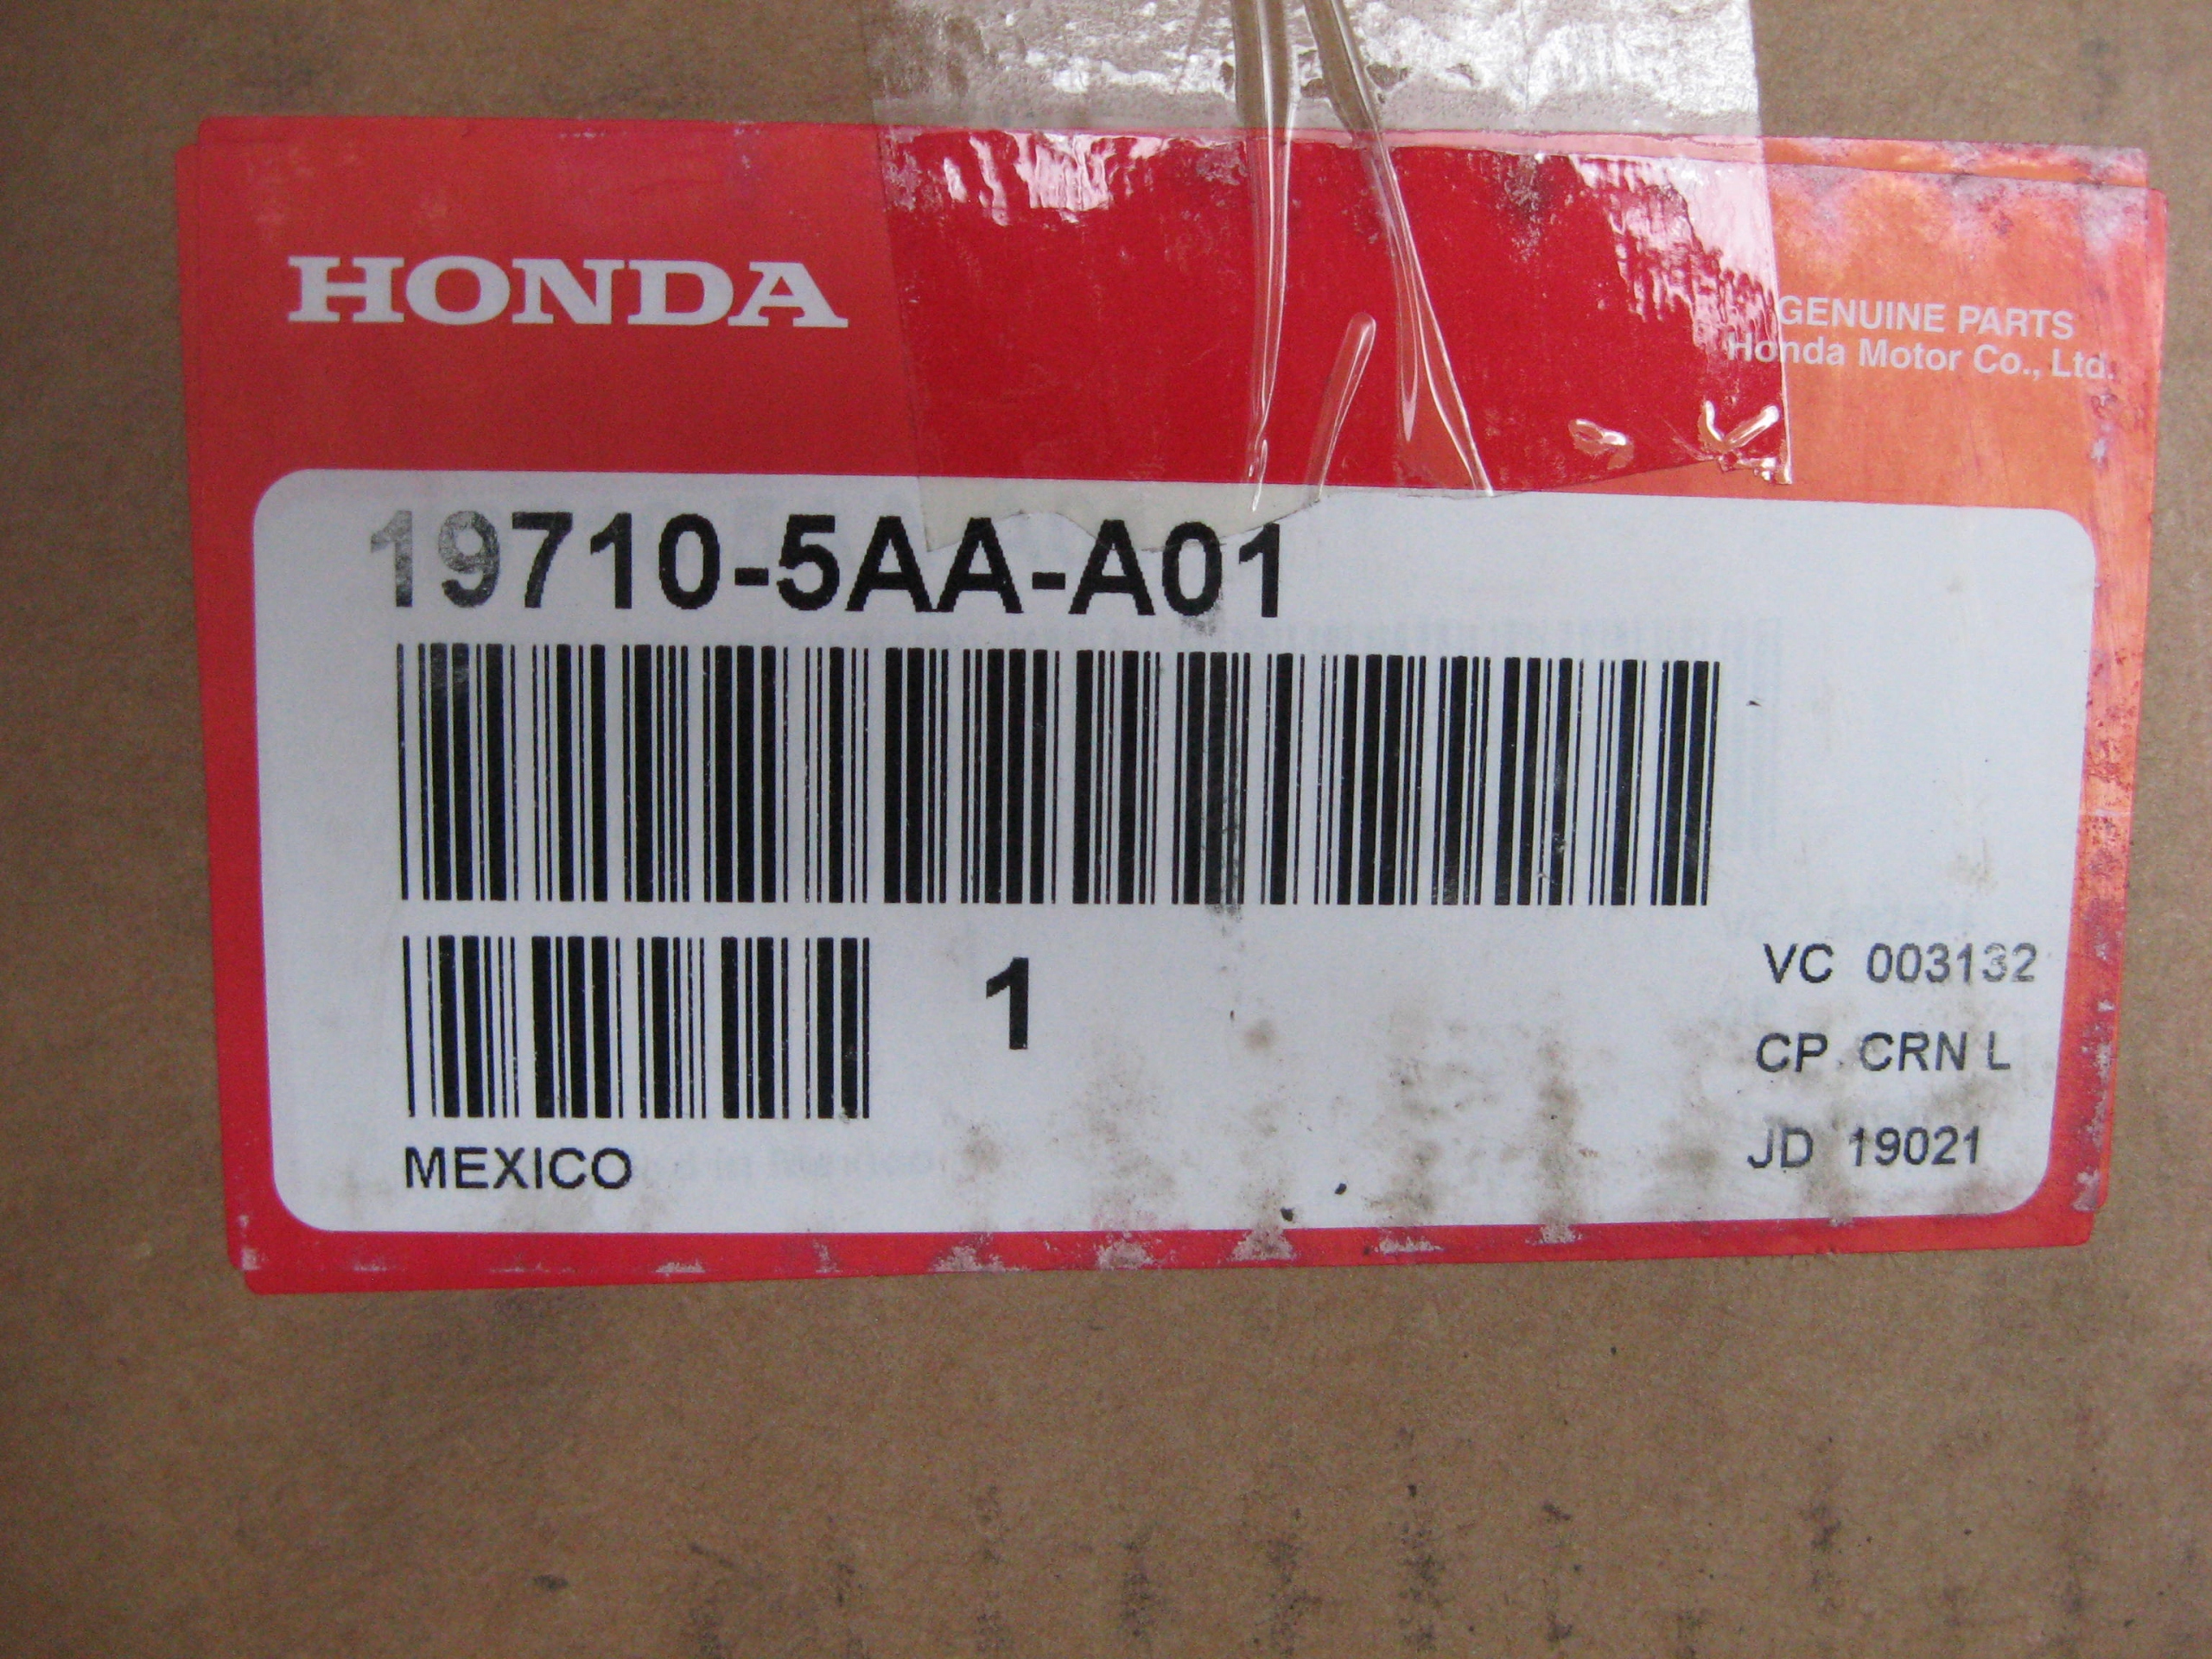 HONDA
GENUINE PARTS
Honda Motor Co., Ltd.
19710-5AA-A01
1
VC 003132
CP CRN L
JD 19021
MEXICO